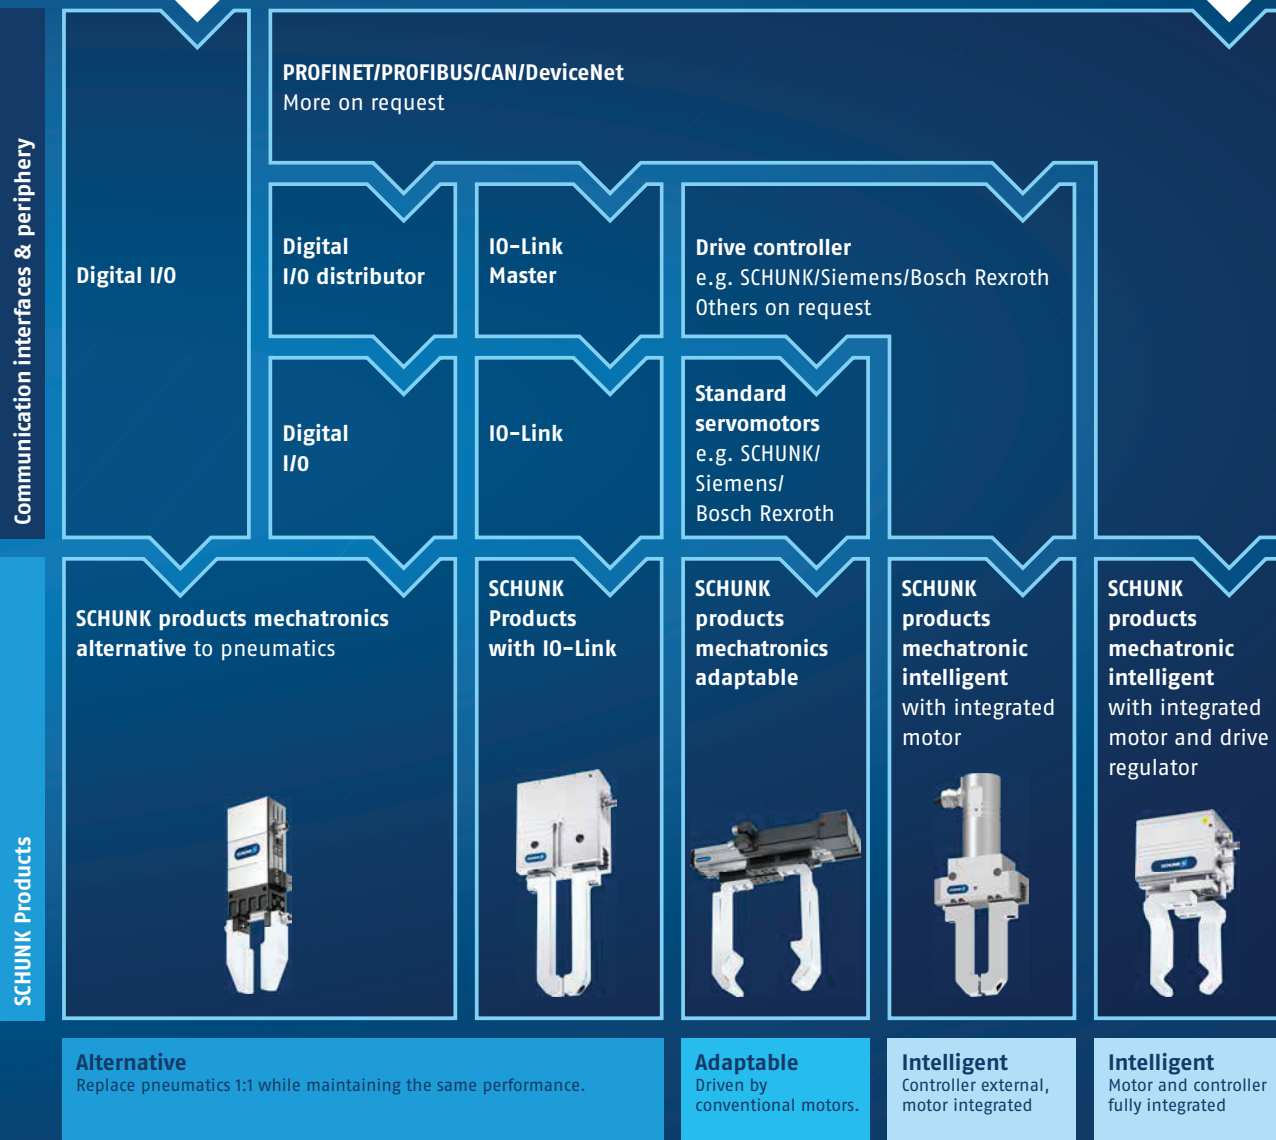 Communication interfaces & periphery
Digital I/O
PROFINET/PROFIBUS/CAN/DeviceNet
More on request
Digital
I/O distributor
IO-Link
Master
Drive controller
e.g. SCHUNK/Siemens/Bosch Rexroth
Others on request
Digital
I/O
IO-Link
Standard
servomotors
e.g. SCHUNK/
Siemens/
Bosch Rexroth
SCHUNK Products
SCHUNK products mechatronics
alternative to pneumatics
SCHUNK
Products
with IO-Link
SCHUNK
products
mechatronics
adaptable
SCHUNK
products
mechatronic
intelligent
with integrated
motor
SCHUNK
products
mechatronic
intelligent
with integrated
motor and drive
regulator
SCHUNK
SCHUNK
SCHUNK
SCHUNK
Alternative
Replace pneumatics 1:1 while maintaining the same performance.
Adaptable
Driven by
conventional motors.
Intelligent
Controller external,
motor integrated
Intelligent
Motor and controller
fully integrated